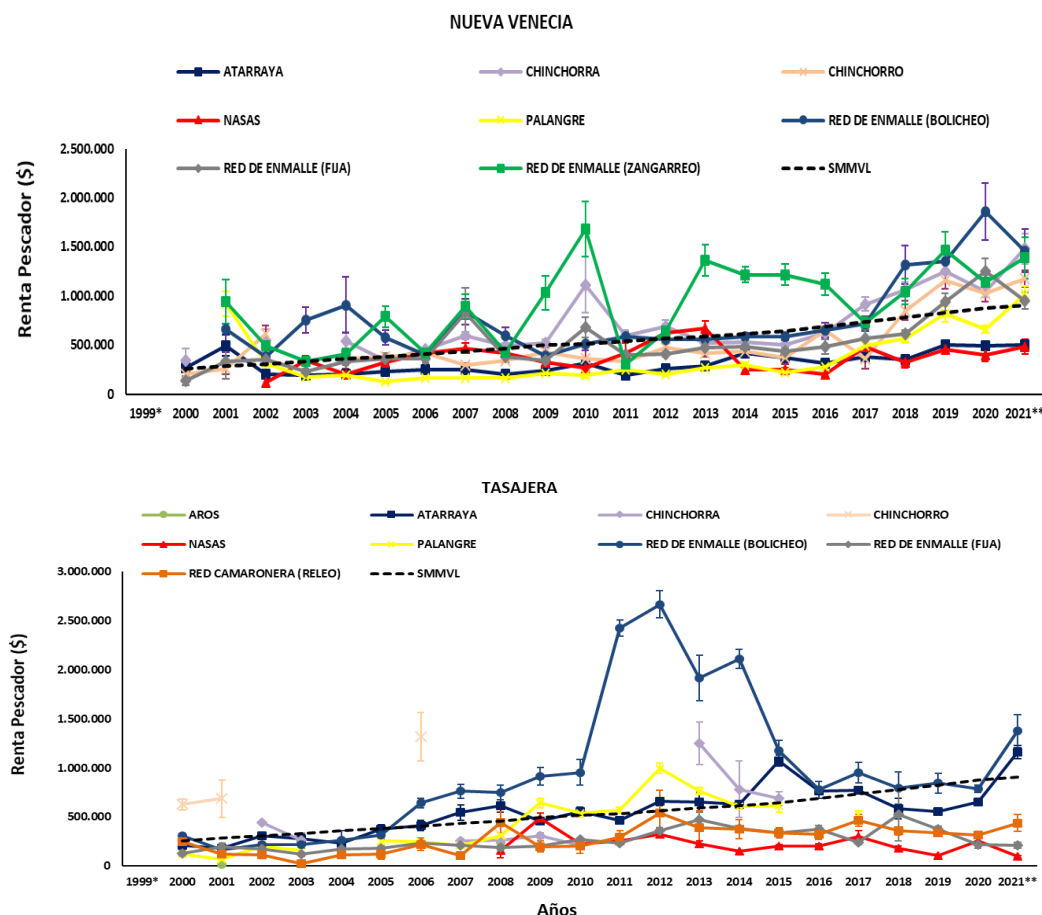 NUEVA VENECIA
ATARRAYA CHINCHORRA CHINCHORRO
NASAS PALANGRE RED DE ENMALLE (BOLICHEO)
RED DE ENMALLE (FIJA) RED DE ENMALLE (ZANGARREO) SMMVL
Renta Pescador ($)
2.500.000
2.000.000
1.500.000
1.000.000
500.000
0
1999* 2000 2001 2002 2003 2004 2005 2006 2007 2008 2009 2010 2011 2012 2013 2014 2015 2016 2017 2018 2019 2020 2021**
TASAJERA
AROS ATARRAYA CHINCHORRA CHINCHORRO
NASAS PALANGRE RED DE ENMALLE (BOLICHEO) RED DE ENMALLE (FIJA)
RED CAMARONERA (RELEO) SMMVL
Renta Pescador ($)
3.000.000
2.500.000
2.000.000
1.500.000
1.000.000
500.000
0
1999* 2000 2001 2002 2003 2004 2005 2006 2007 2008 2009 2010 2011 2012 2013 2014 2015 2016 2017 2018 2019 2020 2021**
Años